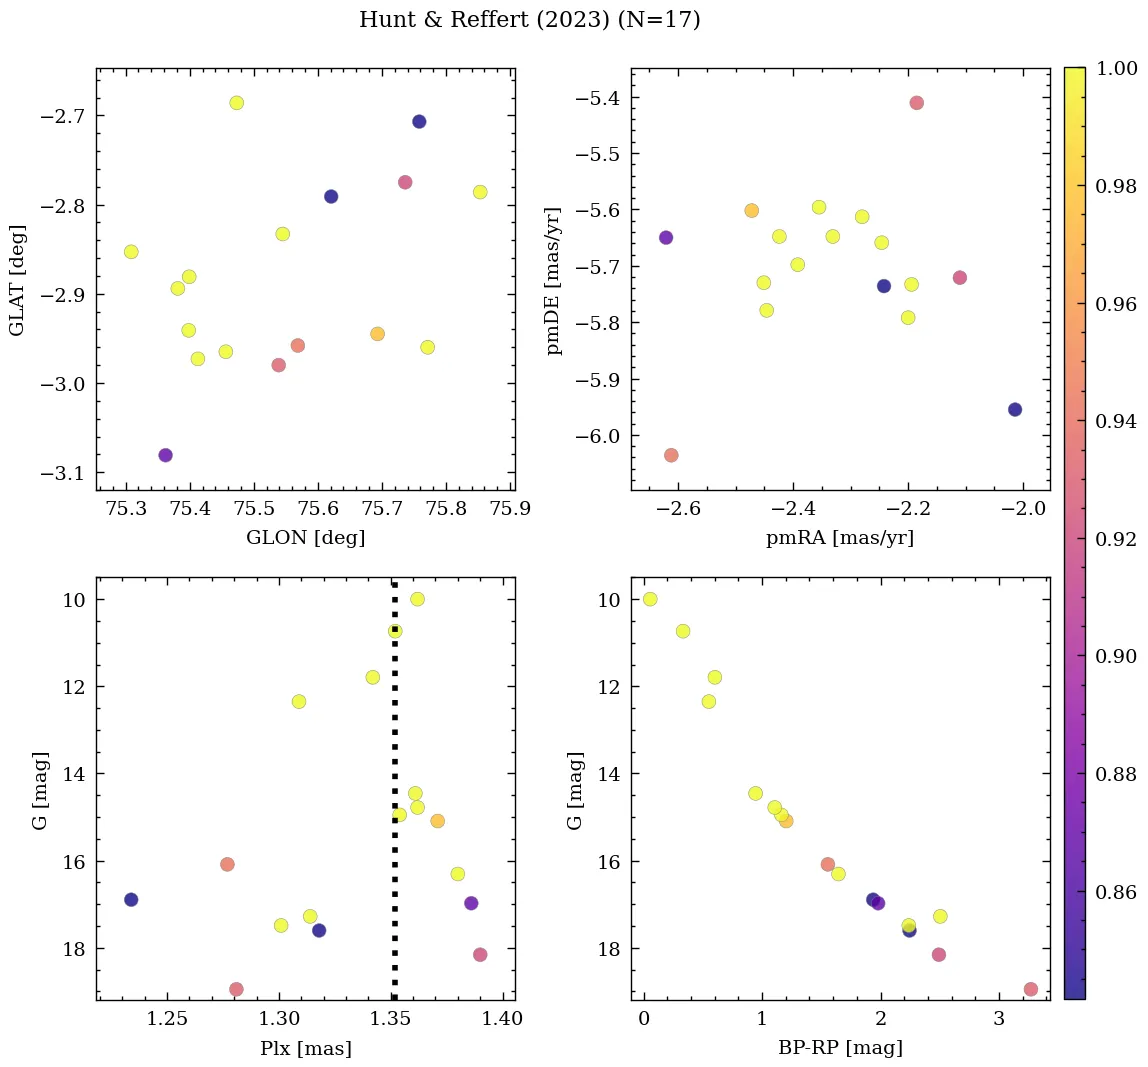 Hunt & Reffert (2023) (N=17)
−2.7
−2.8
−2.9
−3.0
−3.1
GLAT [deg]
75.3 75.4 75.5 75.6 75.7 75.8 75.9
GLON [deg]
−5.4
−5.5
−5.6
−5.7
−5.8
−5.9
−6.0
pmDE [mas/yr]
−2.6 −2.4 −2.2 −2.0
pmRA [mas/yr]
10
12
14
16
18
G [mag]
1.25 1.30 1.35 1.40
Plx [mas]
10
12
14
16
18
G [mag]
0 1 2 3
BP-RP [mag]
1.00
0.98
0.96
0.94
0.92
0.90
0.88
0.86